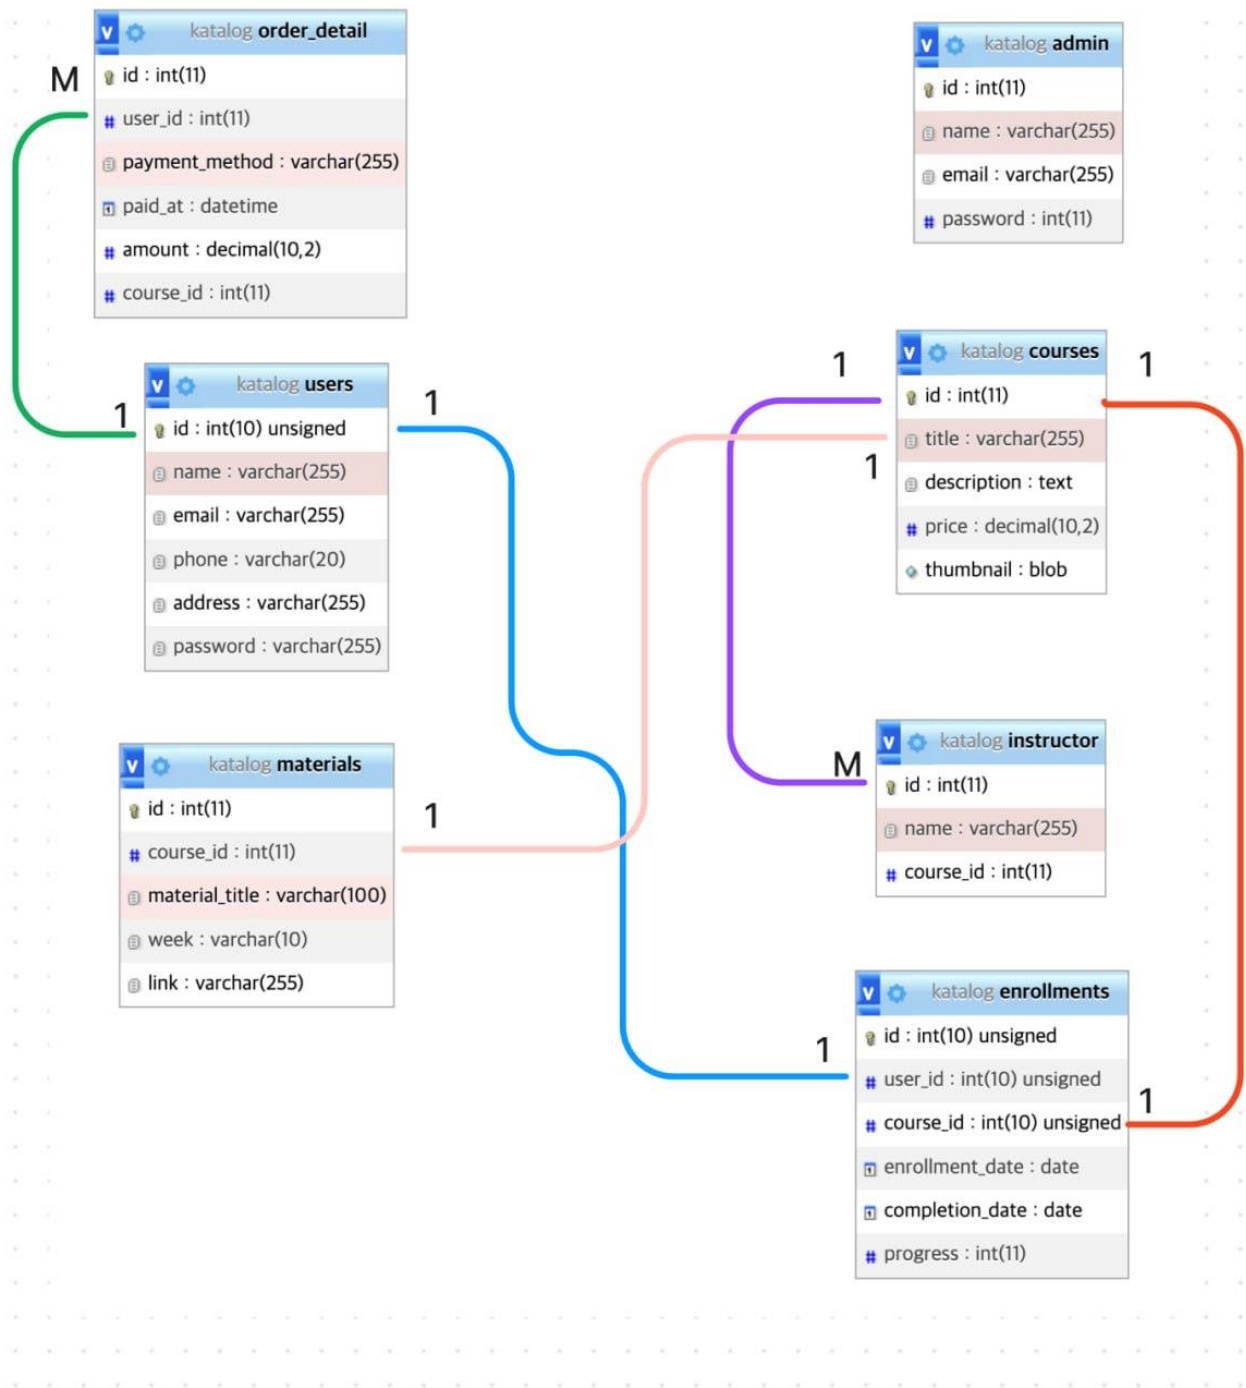 katalog order_detail
id : int(11)
user_id : int(11)
payment_method : varchar(255)
paid_at : datetime
amount : decimal(10,2)
course_id : int(11)
M
1
katalog admin
id : int(11)
name : varchar(255)
email : varchar(255)
password : int(11)
katalog users
id : int(10) unsigned
name : varchar(255)
email : varchar(255)
phone : varchar(20)
address : varchar(255)
password : varchar(255)
1
1
katalog courses
id : int(11)
title : varchar(255)
description : text
price : decimal(10,2)
thumbnail : blob
1
1
katalog materials
id : int(11)
course_id : int(11)
material_title : varchar(100)
week : varchar(10)
link : varchar(255)
1
M
katalog instructor
id : int(11)
name : varchar(255)
course_id : int(11)
1
katalog enrollments
id : int(10) unsigned
user_id : int(10) unsigned
course_id : int(10) unsigned
enrollment_date : date
completion_date : date
progress : int(11)
1